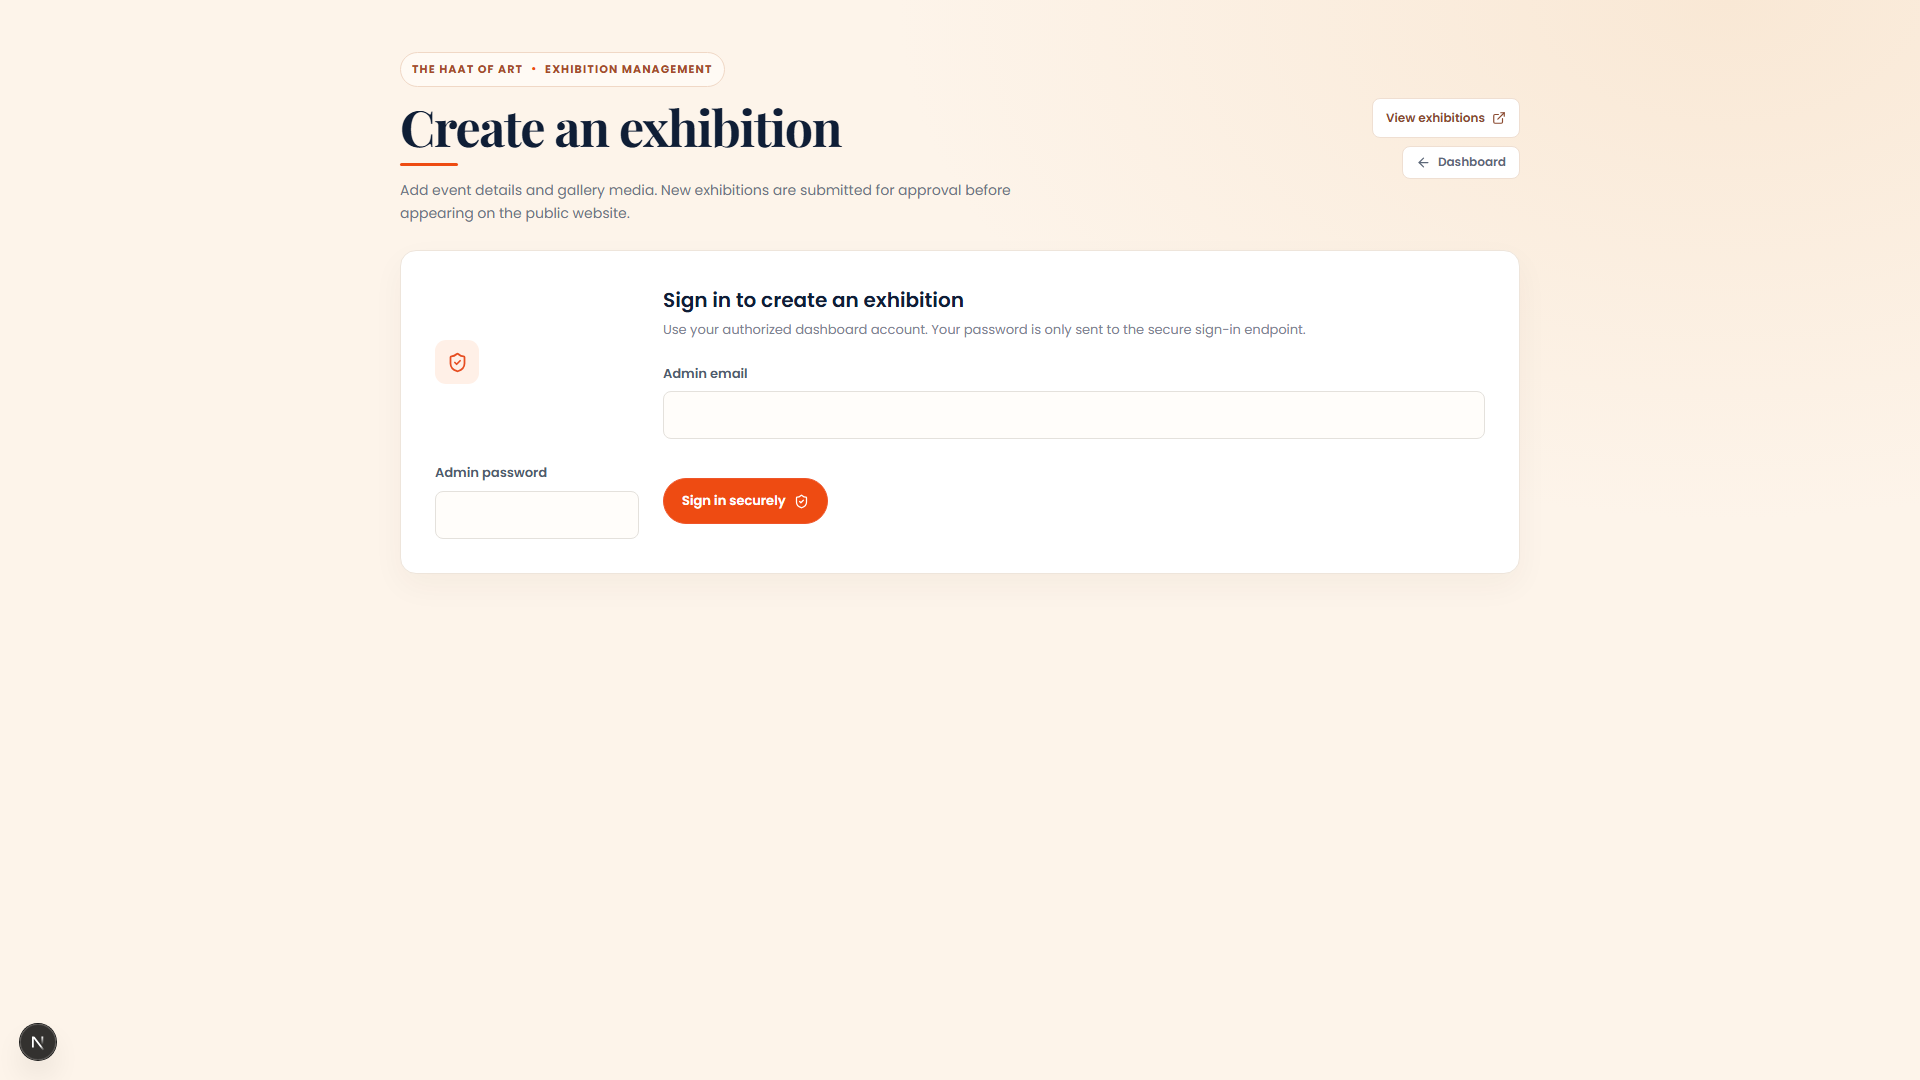 THE HAAT OF ART • EXHIBITION MANAGEMENT
Create an exhibition
View exhibitions
Dashboard
Add event details and gallery media. New exhibitions are submitted for approval before
appearing on the public website.
Sign in to create an exhibition
Use your authorized dashboard account. Your password is only sent to the secure sign-in endpoint.
Admin email
Admin password
Sign in securely
N